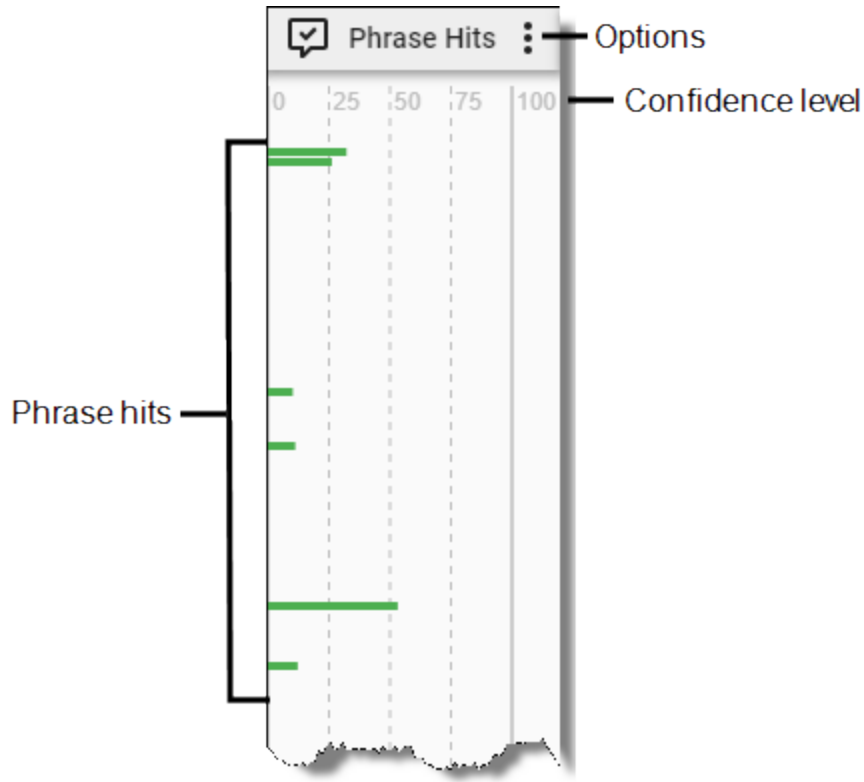 Phrase Hits
Options
0 25 50 75 100
Confidence level
Phrase hits